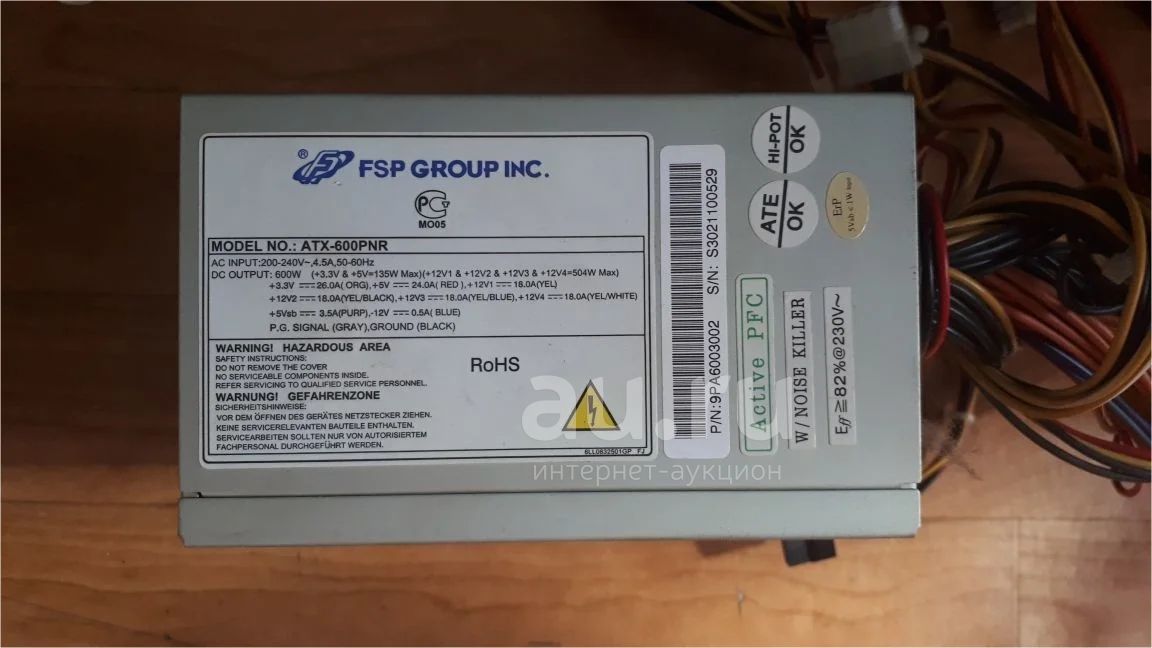 ® FSP GROUP INC.
PG
MO05
MODEL NO.: ATX-600PNR
AC INPUT:200-240V~,4.5A,50-60Hz
DC OUTPUT: 600W (+3.3V & +5V=135W Max)(+12V1 & +12V2 & +12V3 & +12V4=504W Max)
+3.3V ⎓ 26.0A( ORG),+5V ⎓ 24.0A( RED ),+12V1 ⎓ 18.0A(YEL)
+12V2 ⎓ 18.0A(YEL/BLACK),+12V3 ⎓ 18.0A(YEL/BLUE),+12V4 ⎓ 18.0A(YEL/WHITE)
+5Vsb ⎓ 3.5A(PURP),-12V ⎓ 0.5A( BLUE)
P.G. SIGNAL (GRAY),GROUND (BLACK)
WARNING! HAZARDOUS AREA
SAFETY INSTRUCTIONS:
DO NOT REMOVE THE COVER
NO SERVICEABLE COMPONENTS INSIDE.
REFER SERVICING TO QUALIFIED SERVICE PERSONNEL.
WARNUNG! GEFAHRENZONE
SICHERHEITSHINWEISE:
VOR DEM ÖFFNEN DES GERÄTES NETZSTECKER ZIEHEN.
KEINE SERVICERELEVANTEN BAUTEILE ENTHALTEN.
SERVICEARBEITEN SOLLTEN NUR VON AUTORISIERTEM
FACHPERSONAL DURCHGEFÜHRT WERDEN.
RoHS
6LL0832501GP FJ
P/N:9PA6003002 S/N: S3021100529
HI-POT
OK
ATE
OK
ErP
5Vsb < 1W Input
Active PFC
W/NOISE KILLER
Eff≧82%@230V~
au.ru
интернет-аукцион